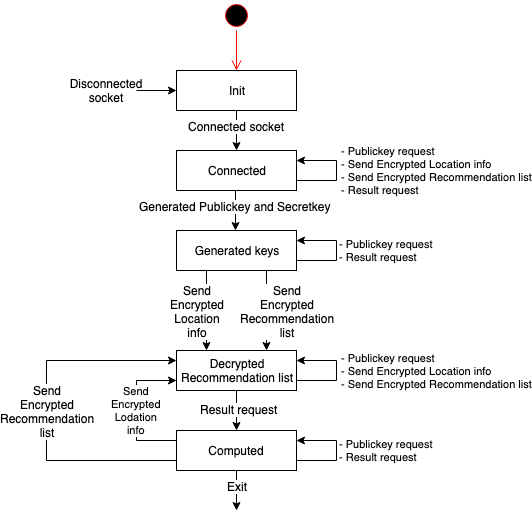 Disconnected
socket
Init
Connected socket
Connected
- Publickey request
- Send Encrypted Location info
- Send Encrypted Recommendation list
- Result request
Generated Publickey and Secretkey
Generated keys
- Publickey request
- Result request
Send
Encrypted
Location
info
Send
Encrypted
Recommendation
list
Decrypted
Recommendation list
- Publickey request
- Send Encrypted Location info
- Send Encrypted Recommendation list
Send
Encrypted
Recommendation
list
Send
Encrypted
Lodation
info
Result request
Computed
- Publickey request
- Result request
Exit